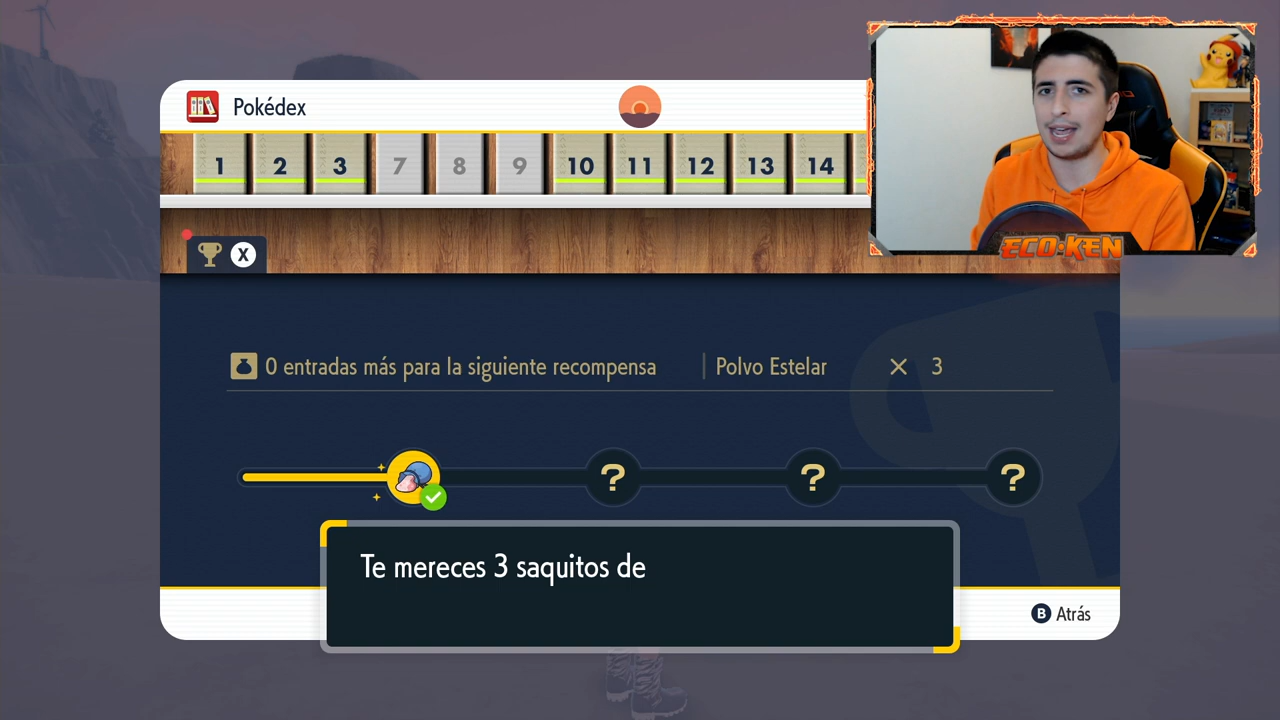 Pokédex
1 2 3 7 8 9 10 11 12 13 14
ECO·KEN
X
0 entradas más para la siguiente recompensa
Polvo Estelar × 3
? ? ?
Te mereces 3 saquitos de
B Atrás